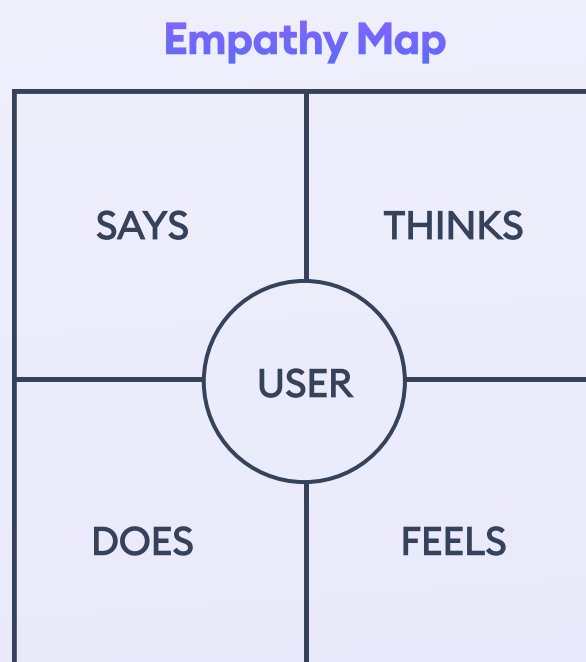 Empathy Map
SAYS
THINKS
USER
DOES
FEELS